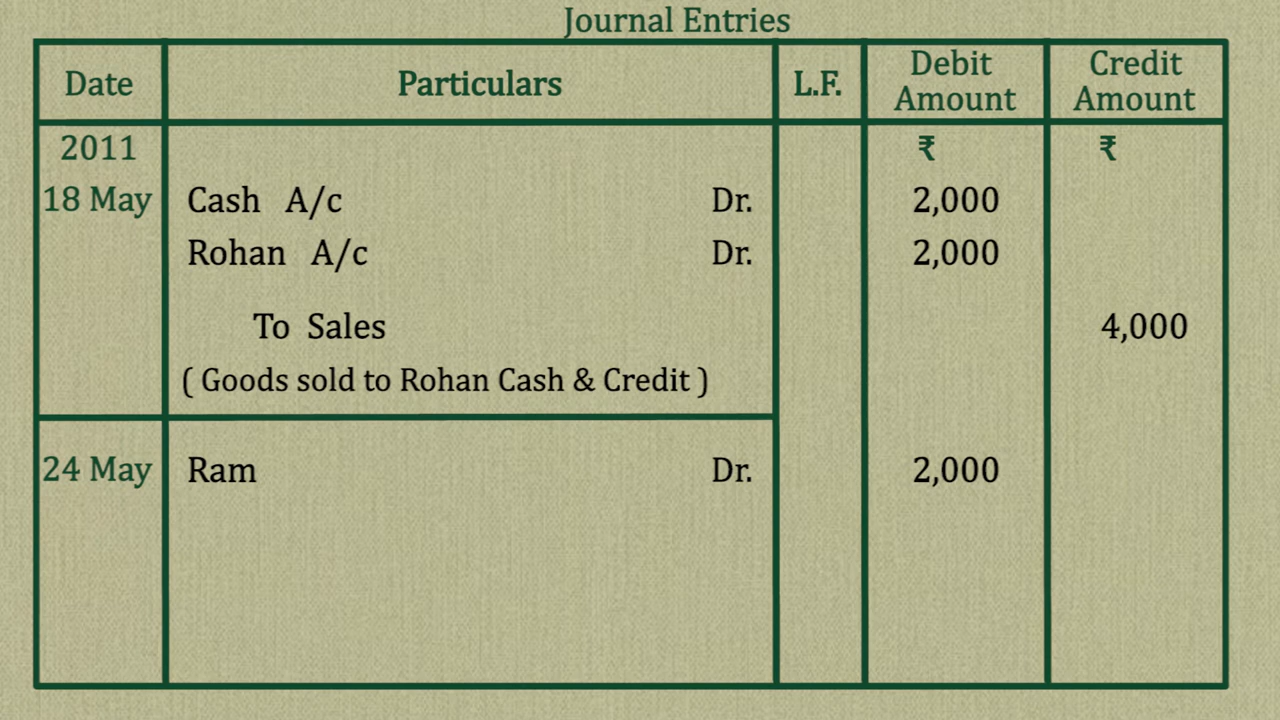 Journal Entries
Date Particulars L.F. Debit Amount Credit Amount
2011 ₹ ₹
18 May Cash A/c Dr. 2,000
Rohan A/c Dr. 2,000
To Sales 4,000
( Goods sold to Rohan Cash & Credit )
24 May Ram Dr. 2,000